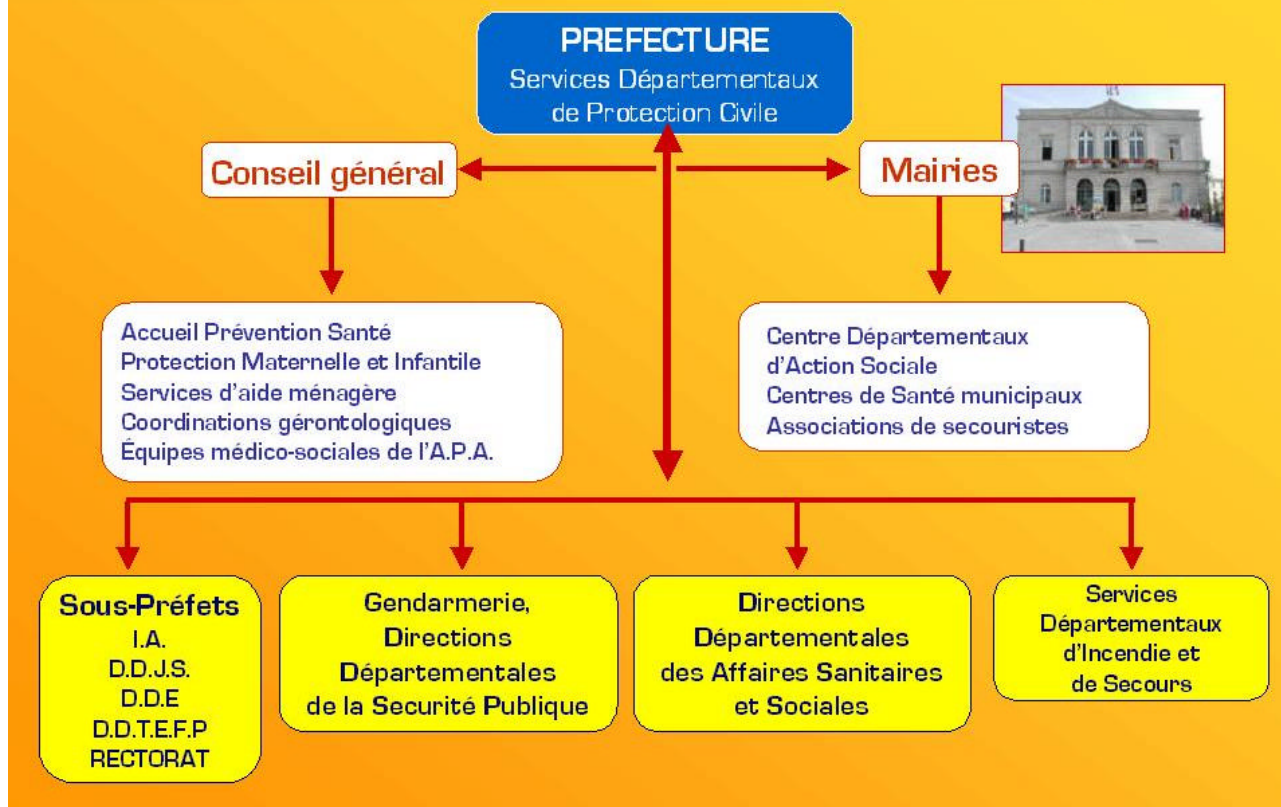 PREFECTURE
Services Départementaux
de Protection Civile
Conseil général
Mairies
Accueil Prévention Santé
Protection Maternelle et Infantile
Services d'aide ménagère
Coordinations gérontologiques
Équipes médico-sociales de l'A.P.A.
Centre Départementaux
d'Action Sociale
Centres de Santé municipaux
Associations de secouristes
Sous-Préfets
I.A.
D.D.J.S.
D.D.E
D.D.T.E.F.P
RECTORAT
Gendarmerie,
Directions
Départementales
de la Securité Publique
Directions
Départementales
des Affaires Sanitaires
et Sociales
Services
Départementaux
d'Incendie et
de Secours